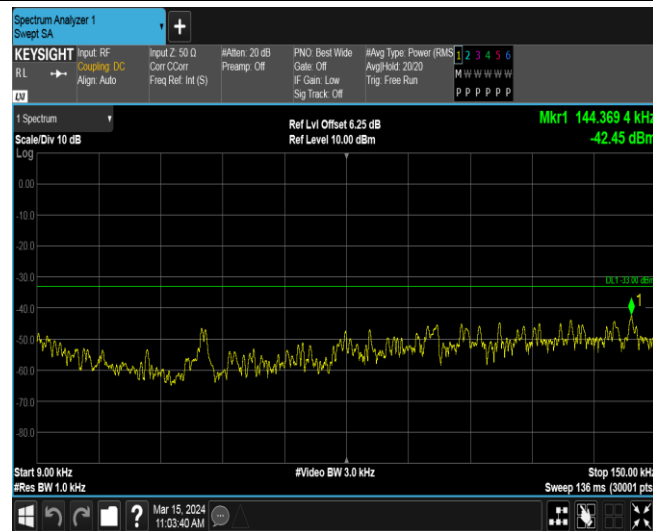 Spectrum Analyzer 1
Swept SA
+
KEYSIGHT
RL
LXI
Input: RF
Coupling: DC
Align: Auto
Input Z: 50 Ω
Corr CCorr
Freq Ref: Int (S)
#Atten: 20 dB
Preamp: Off
PNO: Best Wide
Gate: Off
IF Gain: Low
Sig Track: Off
#Avg Type: Power (RMS
Avg|Hold: 20/20
Trig: Free Run
1 2 3 4 5 6
M W W W W W
P P P P P P
1 Spectrum
Scale/Div 10 dB
Log
Ref Lvl Offset 6.25 dB
Ref Level 10.00 dBm
Mkr1 144.369 4 kHz
-42.45 dBm
0.00
-10.0
-20.0
-30.0
DL1 -33.00 dBm
-40.0
1
-50.0
-60.0
-70.0
-80.0
Start 9.00 kHz
#Video BW 3.0 kHz
Stop 150.00 kHz
#Res BW 1.0 kHz
Sweep 136 ms (30001 pts
?
Mar 15, 2024
11:03:40 AM